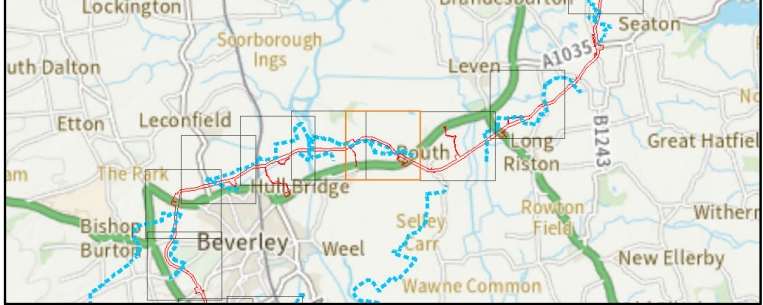 Lockington
Brandesburton
Seaton
Scorborough
Ings
A1035
uth Dalton
Leven
No
Etton
Leconfield
B1243
Great Hatfiel
Routh
Long
Riston
am
The Park
Hull Bridge
Rowton
Field
Withern
Bishop
Burton
Beverley
Weel
Carr
New Ellerby
Wawne Common